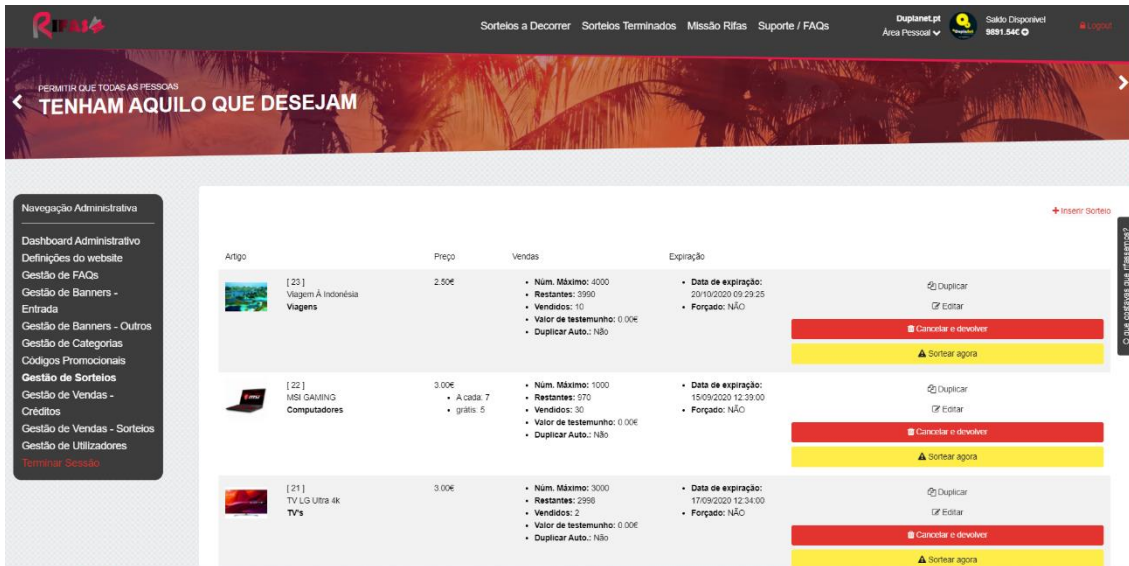 RIFAS4
Sorteios a Decorrer Sorteios Terminados Missão Rifas Suporte / FAQs
Duplanet.pt
Área Pessoal
Saldo Disponível
9891.54€
Logout
PERMITIR QUE TODAS AS PESSOAS
TENHAM AQUILO QUE DESEJAM
Navegação Administrativa
Dashboard Administrativo
Definições do website
Gestão de FAQs
Gestão de Banners -
Entrada
Gestão de Banners - Outros
Gestão de Categorias
Códigos Promocionais
Gestão de Sorteios
Gestão de Vendas -
Créditos
Gestão de Vendas - Sorteios
Gestão de Utilizadores
Terminar Sessão
+ Inserir Sorteio
O que gostavas que rifássemos?
Artigo Preço Vendas Expiração
[ 23 ]
Viagem À Indonésia
Viagens
2.50€
Núm. Máximo: 4000
Restantes: 3990
Vendidos: 10
Valor de testemunho: 0.00€
Duplicar Auto.: Não
Data de expiração:
20/10/2020 09:29:25
Forçado: NÃO
Duplicar
Editar
Cancelar e devolver
Sortear agora
[ 22 ]
MSI GAMING
Computadores
3.00€
A cada: 7
grátis: 5
Núm. Máximo: 1000
Restantes: 970
Vendidos: 30
Valor de testemunho: 0.00€
Duplicar Auto.: Não
Data de expiração:
15/09/2020 12:39:00
Forçado: NÃO
Duplicar
Editar
Cancelar e devolver
Sortear agora
[ 21 ]
TV LG Ultra 4k
TV's
3.00€
Núm. Máximo: 3000
Restantes: 2998
Vendidos: 2
Valor de testemunho: 0.00€
Duplicar Auto.: Não
Data de expiração:
17/09/2020 12:34:00
Forçado: NÃO
Duplicar
Editar
Cancelar e devolver
Sortear agora